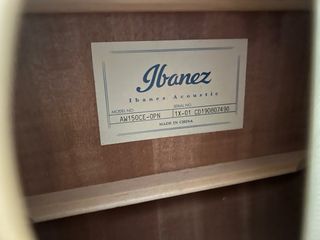 Ibanez
Ibanez Acoustic
MODEL NO. SERIAL NO.
AW150CE-OPN 1X-01 CD190807490
MADE IN CHINA